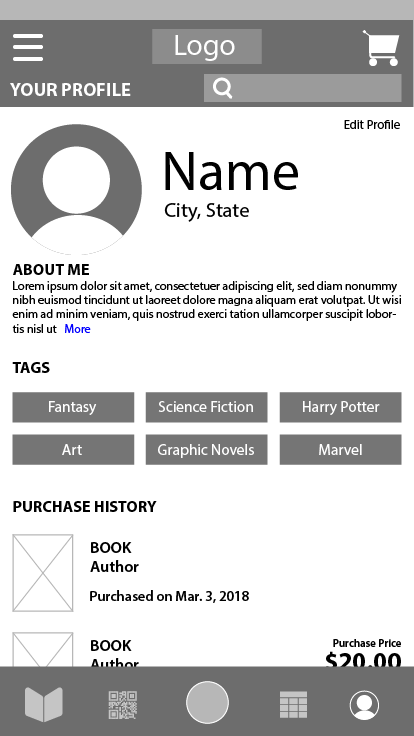 Logo
YOUR PROFILE
Edit Profile
Name
City, State
ABOUT ME
Lorem ipsum dolor sit amet, consectetuer adipiscing elit, sed diam nonummy
nibh euismod tincidunt ut laoreet dolore magna aliquam erat volutpat. Ut wisi
enim ad minim veniam, quis nostrud exerci tation ullamcorper suscipit lobor-
tis nisl ut More
TAGS
Fantasy Science Fiction Harry Potter
Art Graphic Novels Marvel
PURCHASE HISTORY
BOOK
Author
Purchased on Mar. 3, 2018
BOOK Purchase Price
Author $20.00